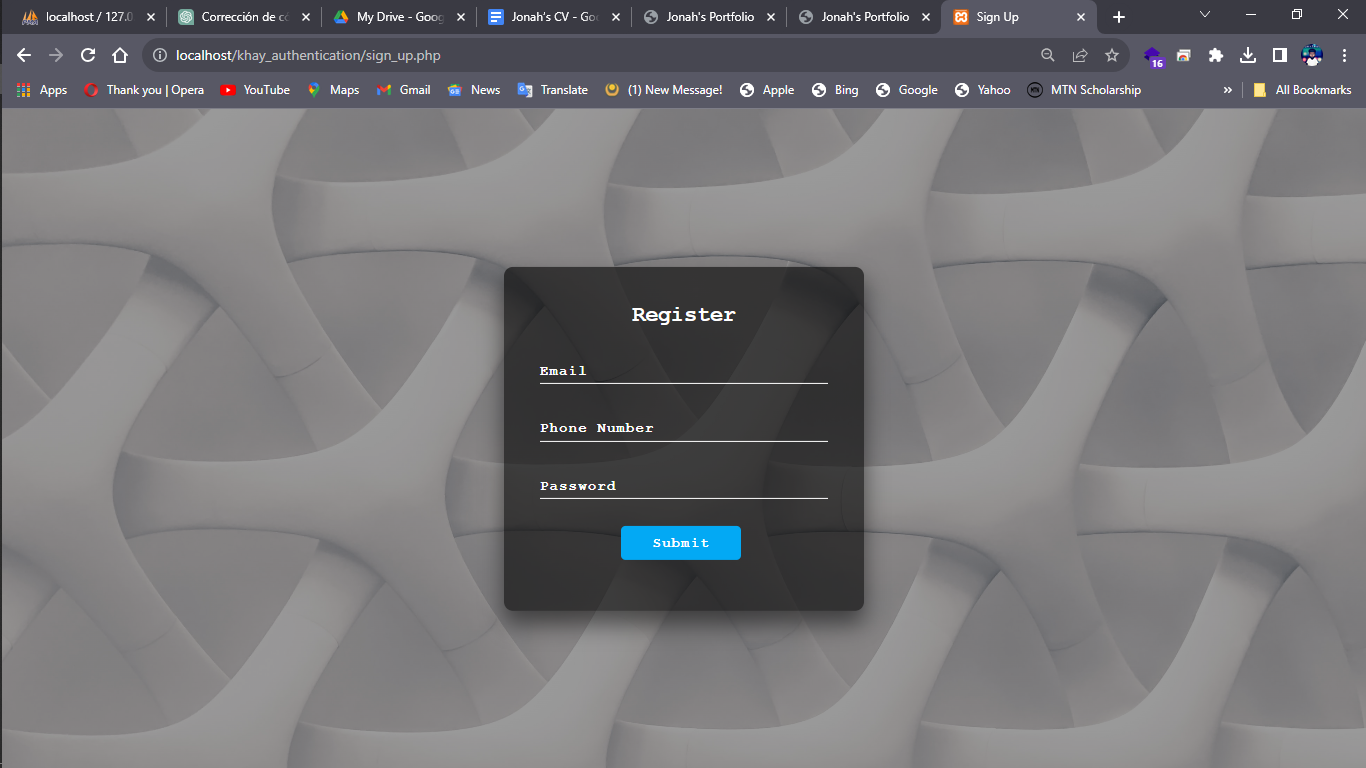 localhost / 127.0
Corrección de có
My Drive - Goog
Jonah's CV - Goo
Jonah's Portfolio
Jonah's Portfolio
Sign Up
localhost/khay_authentication/sign_up.php
16
Apps
Thank you | Opera
YouTube
Maps
Gmail
News
Translate
(1) New Message!
Apple
Bing
Google
Yahoo
MTN Scholarship
»
All Bookmarks
Register
Email
Phone Number
Password
Submit